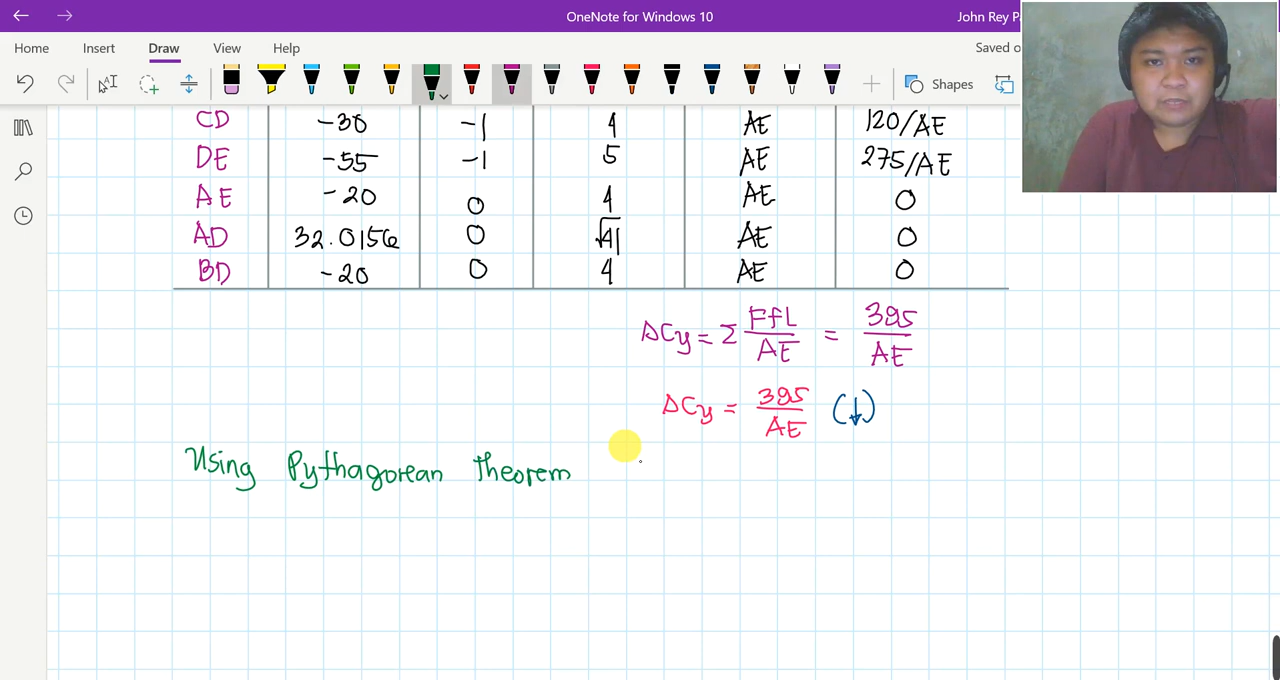 OneNote for Windows 10
John Rey P
Home Insert Draw View Help
Saved o
Shapes
CD -30 -1 4 AE 120/AE
DE -55 -1 5 AE 275/AE
AE -20 0 4 AE 0
AD 32.0156 0 √41 AE 0
BD -20 0 4 AE 0
ΔCy = Σ FfL/AE = 395/AE
ΔCy = 395/AE (↓)
Using Pythagorean theorem